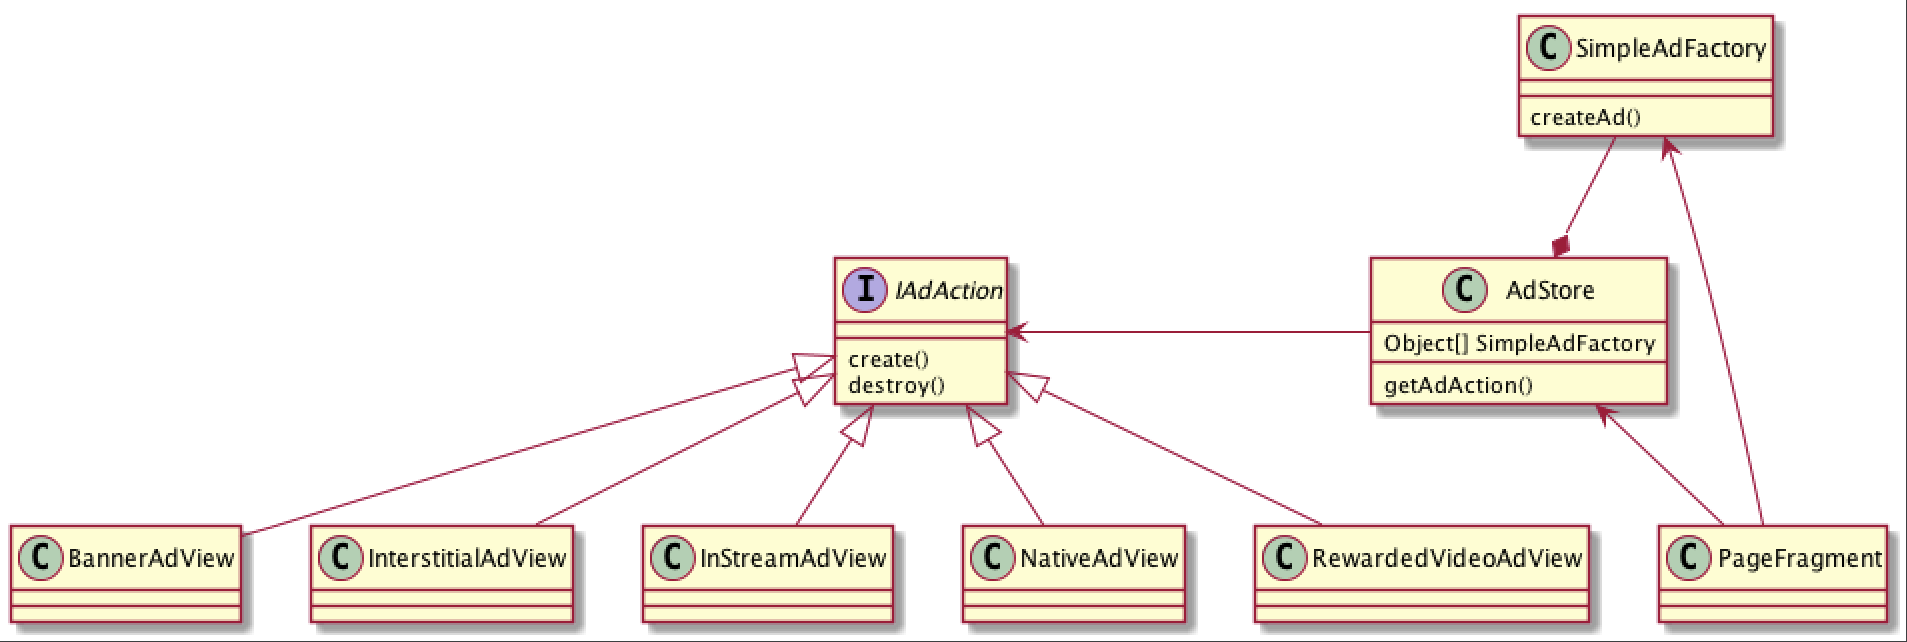 C SimpleAdFactory
createAd()
I IAdAction
create()
destroy()
C AdStore
Object[] SimpleAdFactory
getAdAction()
C BannerAdView
C InterstitialAdView
C InStreamAdView
C NativeAdView
C RewardedVideoAdView
C PageFragment